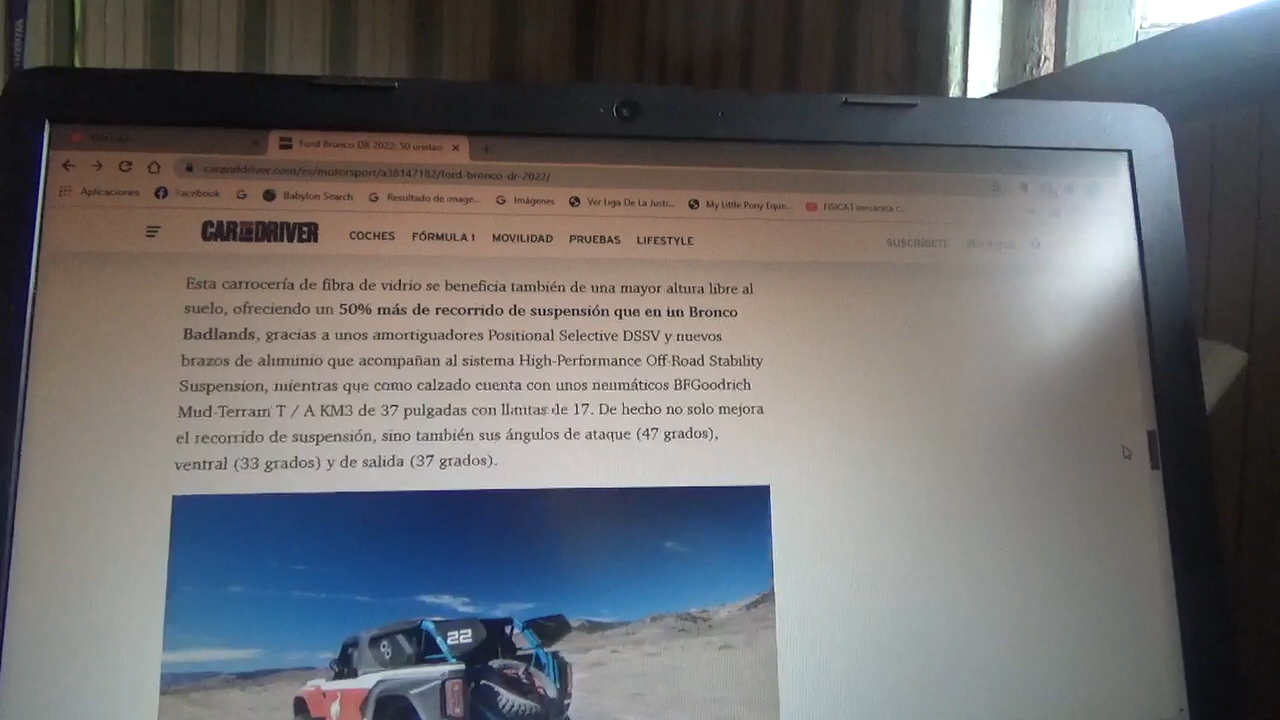 Ford Bronco DR 2022: 50 unidad
caranddriver.com/es/motorsport/a38147182/ford-bronco-dr-2022/
Aplicaciones Facebook Babylon Search Resultado de image... Imágenes Ver Liga De La Justi... My Little Pony Eque... FISICA I mecanica c...
CAR AND DRIVER COCHES FÓRMULA 1 MOVILIDAD PRUEBAS LIFESTYLE SUSCRÍBETE
Esta carrocería de fibra de vidrio se beneficia también de una mayor altura libre al
suelo, ofreciendo un 50% más de recorrido de suspensión que en un Bronco
Badlands, gracias a unos amortiguadores Positional Selective DSSV y nuevos
brazos de aluminio que acompañan al sistema High-Performance Off-Road Stability
Suspension, mientras que como calzado cuenta con unos neumáticos BFGoodrich
Mud-Terrain T / A KM3 de 37 pulgadas con llantas de 17. De hecho no solo mejora
el recorrido de suspensión, sino también sus ángulos de ataque (47 grados),
ventral (33 grados) y de salida (37 grados).
22